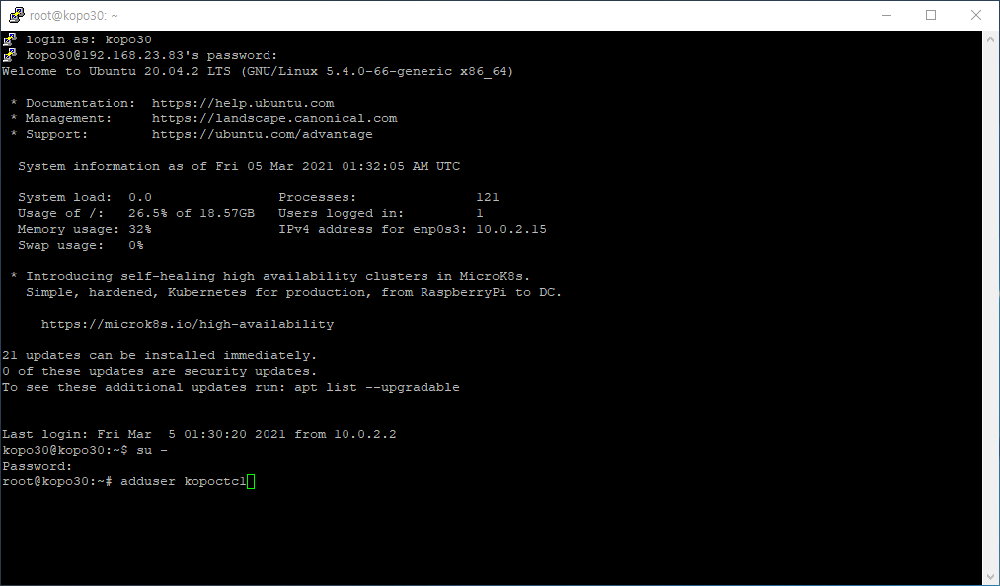 root@kopo30: ~
login as: kopo30
kopo30@192.168.23.83's password:
Welcome to Ubuntu 20.04.2 LTS (GNU/Linux 5.4.0-66-generic x86_64)
* Documentation:  https://help.ubuntu.com
* Management:     https://landscape.canonical.com
* Support:        https://ubuntu.com/advantage
System information as of Fri 05 Mar 2021 01:32:05 AM UTC
System load:  0.0                Processes:               121
Usage of /:   26.5% of 18.57GB   Users logged in:         1
Memory usage: 32%                IPv4 address for enp0s3: 10.0.2.15
Swap usage:   0%
* Introducing self-healing high availability clusters in MicroK8s.
Simple, hardened, Kubernetes for production, from RaspberryPi to DC.
https://microk8s.io/high-availability
21 updates can be installed immediately.
0 of these updates are security updates.
To see these additional updates run: apt list --upgradable
Last login: Fri Mar  5 01:30:20 2021 from 10.0.2.2
kopo30@kopo30:~$ su -
Password:
root@kopo30:~# adduser kopoctcl